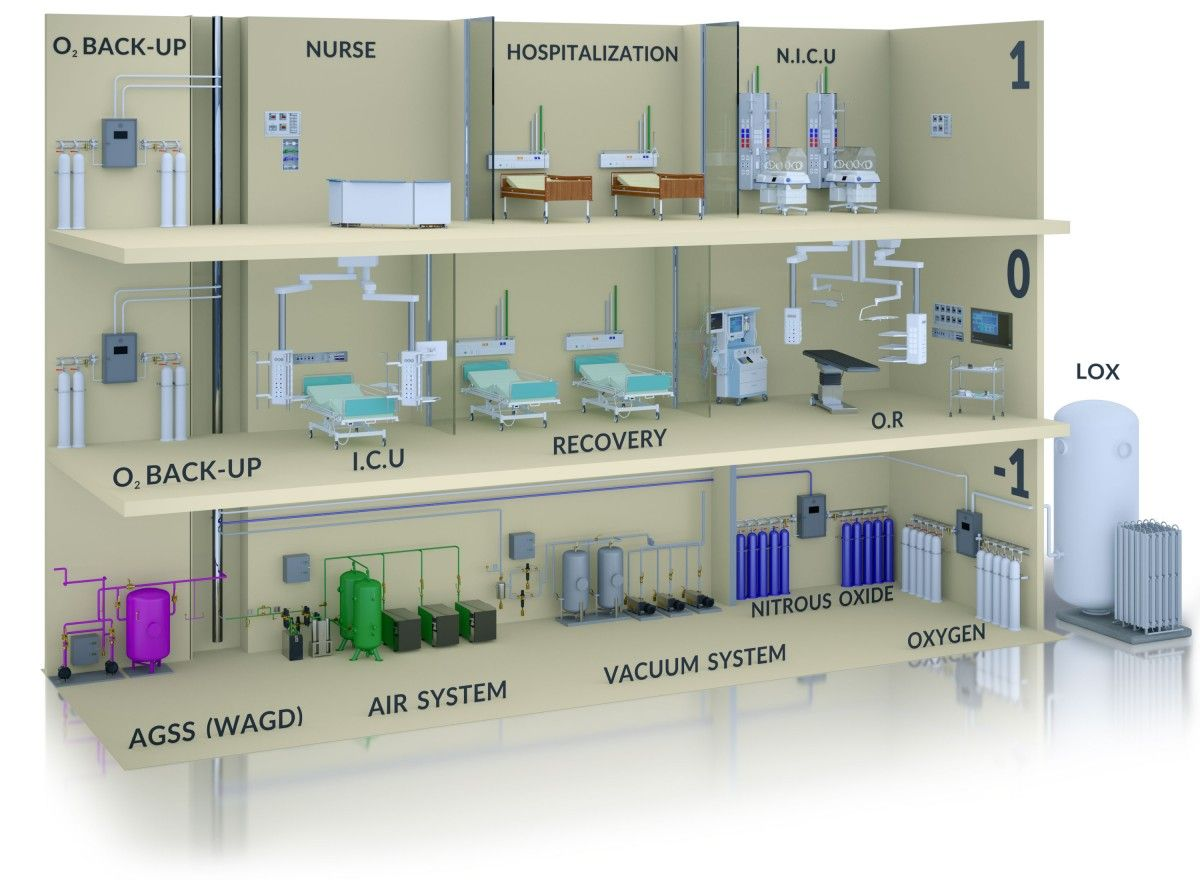 O₂ BACK-UP
NURSE
HOSPITALIZATION
N.I.C.U
1
0
O₂ BACK-UP
I.C.U
RECOVERY
O.R
LOX
-1
NITROUS OXIDE
OXYGEN
VACUUM SYSTEM
AIR SYSTEM
AGSS (WAGD)